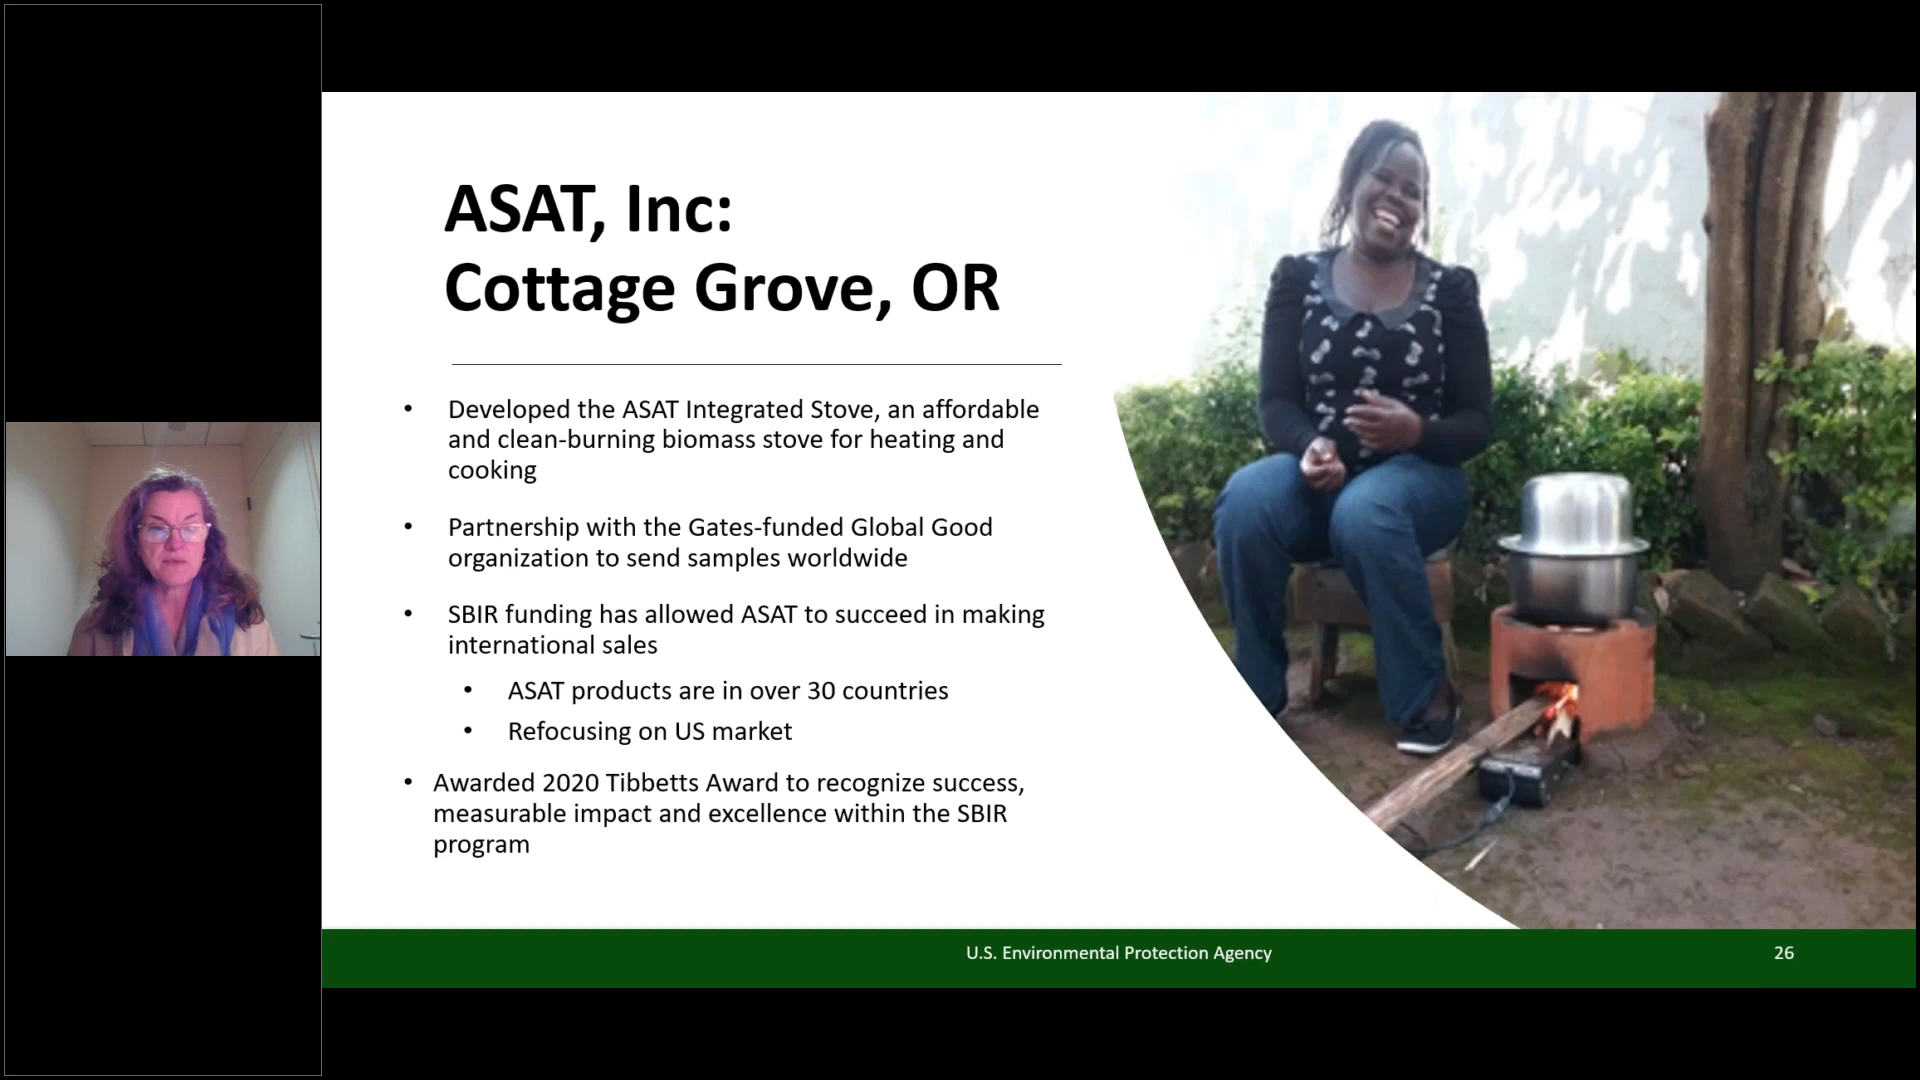 ASAT, Inc:
Cottage Grove, OR
• Developed the ASAT Integrated Stove, an affordable
and clean-burning biomass stove for heating and
cooking
• Partnership with the Gates-funded Global Good
organization to send samples worldwide
• SBIR funding has allowed ASAT to succeed in making
international sales
• ASAT products are in over 30 countries
• Refocusing on US market
• Awarded 2020 Tibbetts Award to recognize success,
measurable impact and excellence within the SBIR
program
U.S. Environmental Protection Agency
26